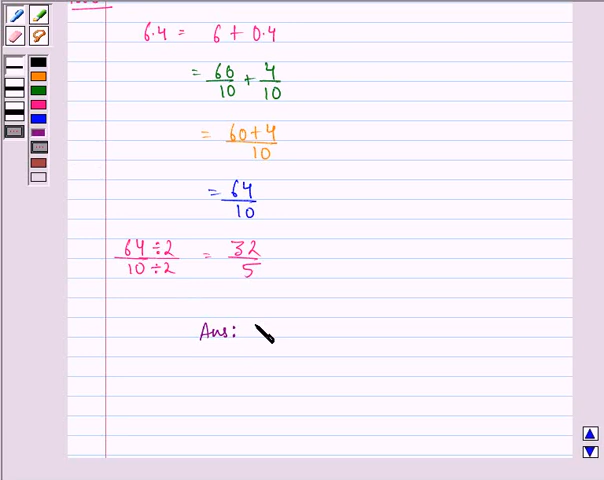 6.4 = 6 + 0.4
= 60/10 + 4/10
= 60+4/10
= 64/10
64 ÷ 2/10 ÷ 2 = 32/5
Ans: